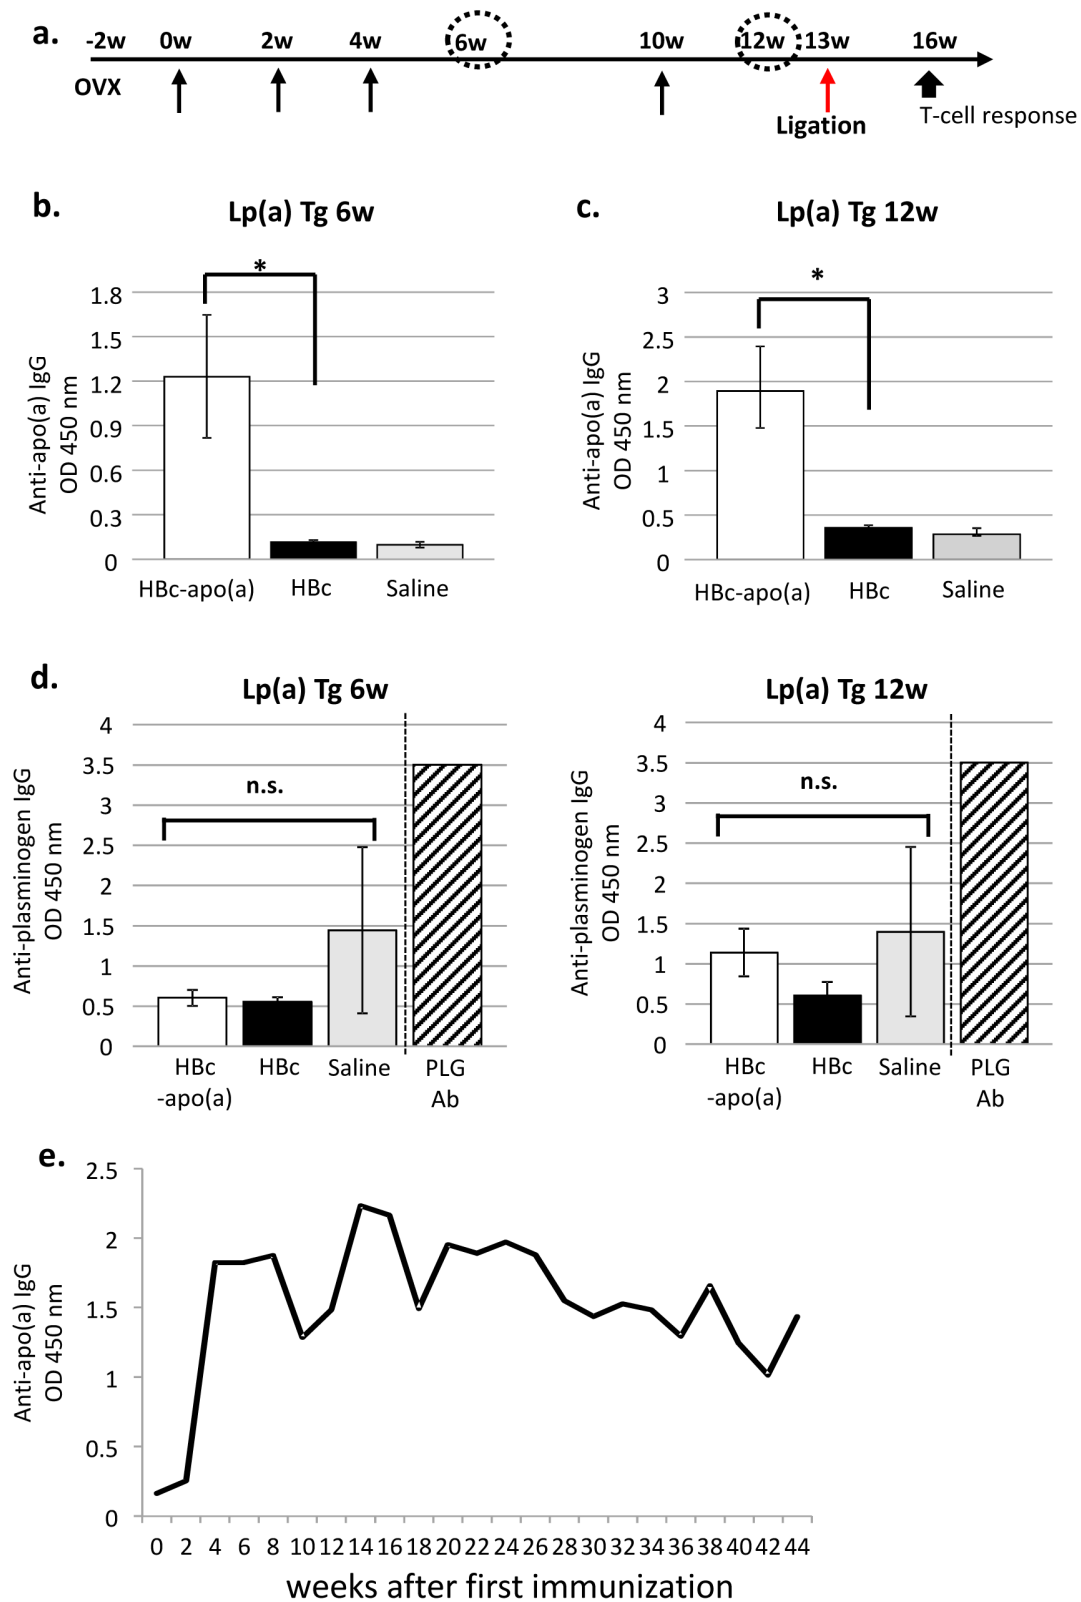 a.
-2w 0w 2w 4w 6w 10w 12w 13w 16w
OVX
Ligation
T-cell response
b.
Lp(a) Tg 6w
*
1.8
1.5
1.2
0.9
0.6
0.3
0
Anti-apo(a) IgG
OD 450 nm
HBc-apo(a) HBc Saline
c.
Lp(a) Tg 12w
*
3
2.5
2
1.5
1
0.5
0
Anti-apo(a) IgG
OD 450 nm
HBc-apo(a) HBc Saline
d.
Lp(a) Tg 6w
4
3.5
3
2.5
2
1.5
1
0.5
0
n.s.
Anti-plasminogen IgG
OD 450 nm
HBc HBc Saline PLG
-apo(a) Ab
Lp(a) Tg 12w
4
3.5
3
2.5
2
1.5
1
0.5
0
n.s.
Anti-plasminogen IgG
OD 450 nm
HBc HBc Saline PLG
-apo(a) Ab
e.
2.5
2
1.5
1
0.5
0
Anti-apo(a) IgG
OD 450 nm
0 2 4 6 8 10 12 14 16 18 20 22 24 26 28 30 32 34 36 38 40 42 44
weeks after first immunization